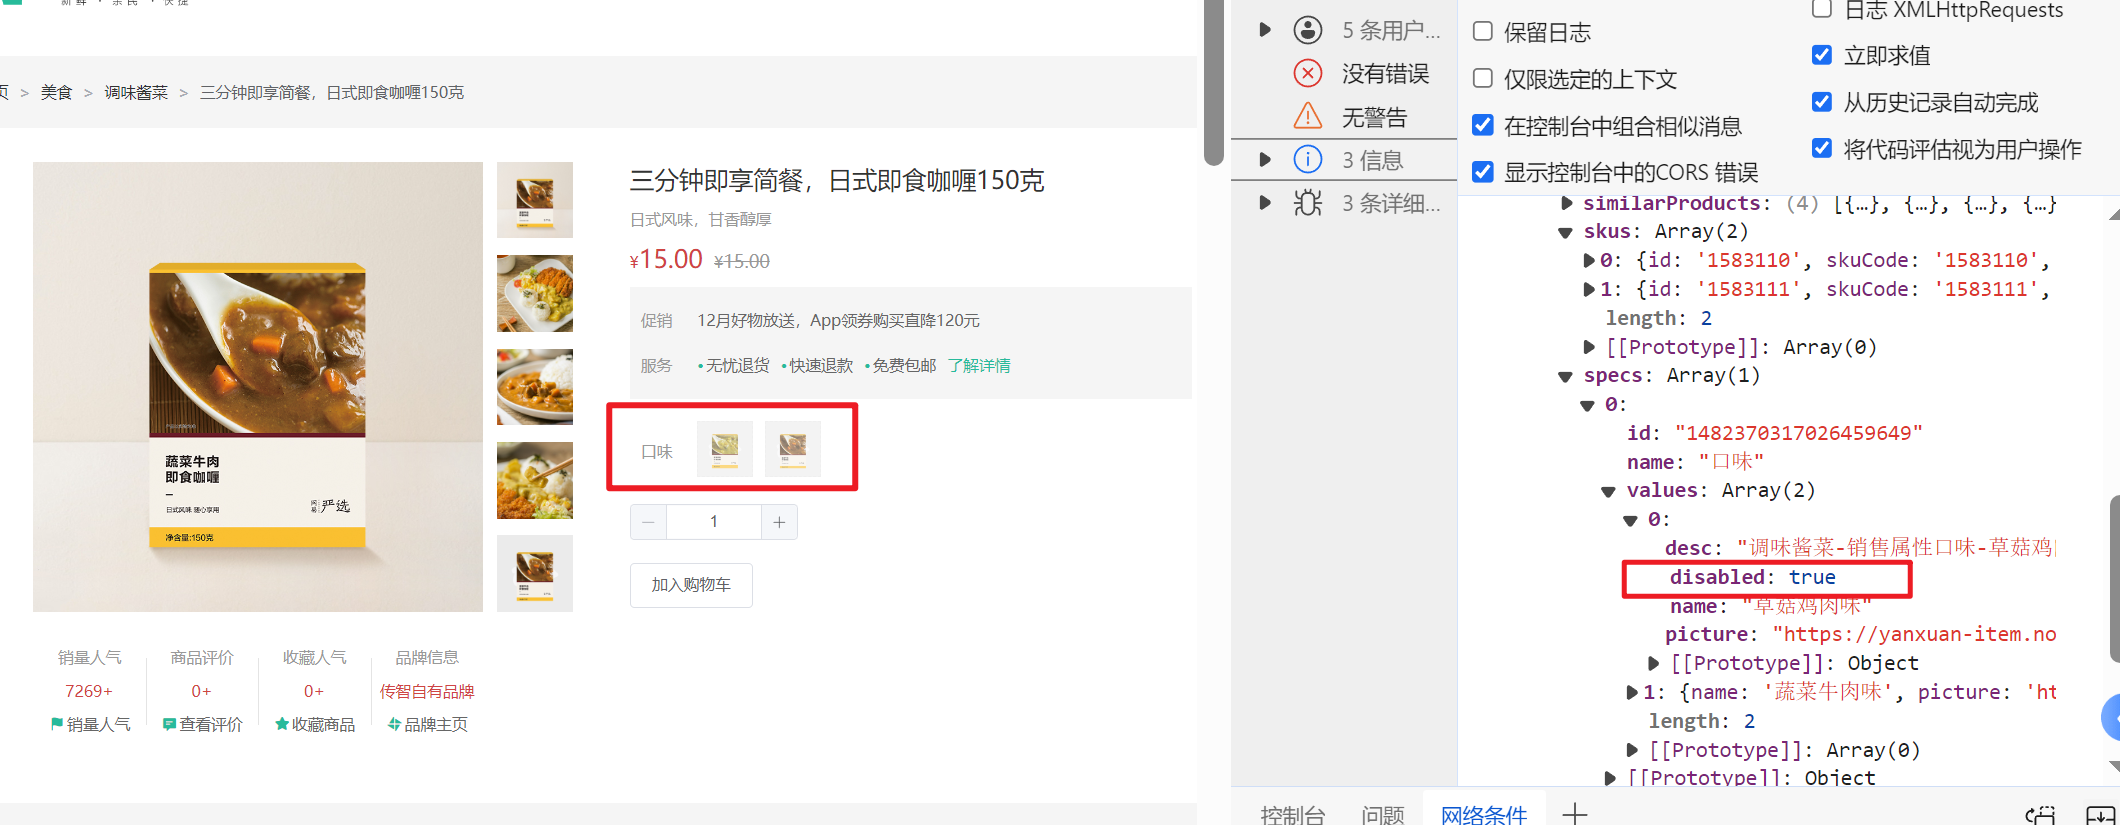 新鲜 · 亲民 · 快捷
页 > 美食 > 调味酱菜 > 三分钟即享简餐，日式即食咖喱150克
蔬菜牛肉
即食咖喱
日式风味 随心享用
网易严选
净含量:150克
三分钟即享简餐，日式即食咖喱150克
日式风味，甘香醇厚
¥15.00 ¥15.00
促销 12月好物放送，App领券购买直降120元
服务 •无忧退货 •快速退款 •免费包邮 了解详情
口味
1
加入购物车
销量人气 商品评价 收藏人气 品牌信息
7269+ 0+ 0+ 传智自有品牌
销量人气 查看评价 收藏商品 品牌主页
5 条用户...
没有错误
无警告
3 信息
3 条详细...
保留日志
仅限选定的上下文
在控制台中组合相似消息
显示控制台中的CORS 错误
日志 XMLHttpRequests
立即求值
从历史记录自动完成
将代码评估视为用户操作
similarProducts: (4) [{…}, {…}, {…}, {…}
skus: Array(2)
0: {id: '1583110', skuCode: '1583110',
1: {id: '1583111', skuCode: '1583111',
length: 2
[[Prototype]]: Array(0)
specs: Array(1)
0:
id: "1482370317026459649"
name: "口味"
values: Array(2)
0:
desc: "调味酱菜-销售属性口味-草菇鸡
disabled: true
name: "草菇鸡肉味"
picture: "https://yanxuan-item.no
[[Prototype]]: Object
1: {name: '蔬菜牛肉味', picture: 'ht
length: 2
[[Prototype]]: Array(0)
[[Prototype]]: Object
控制台 问题 网络条件